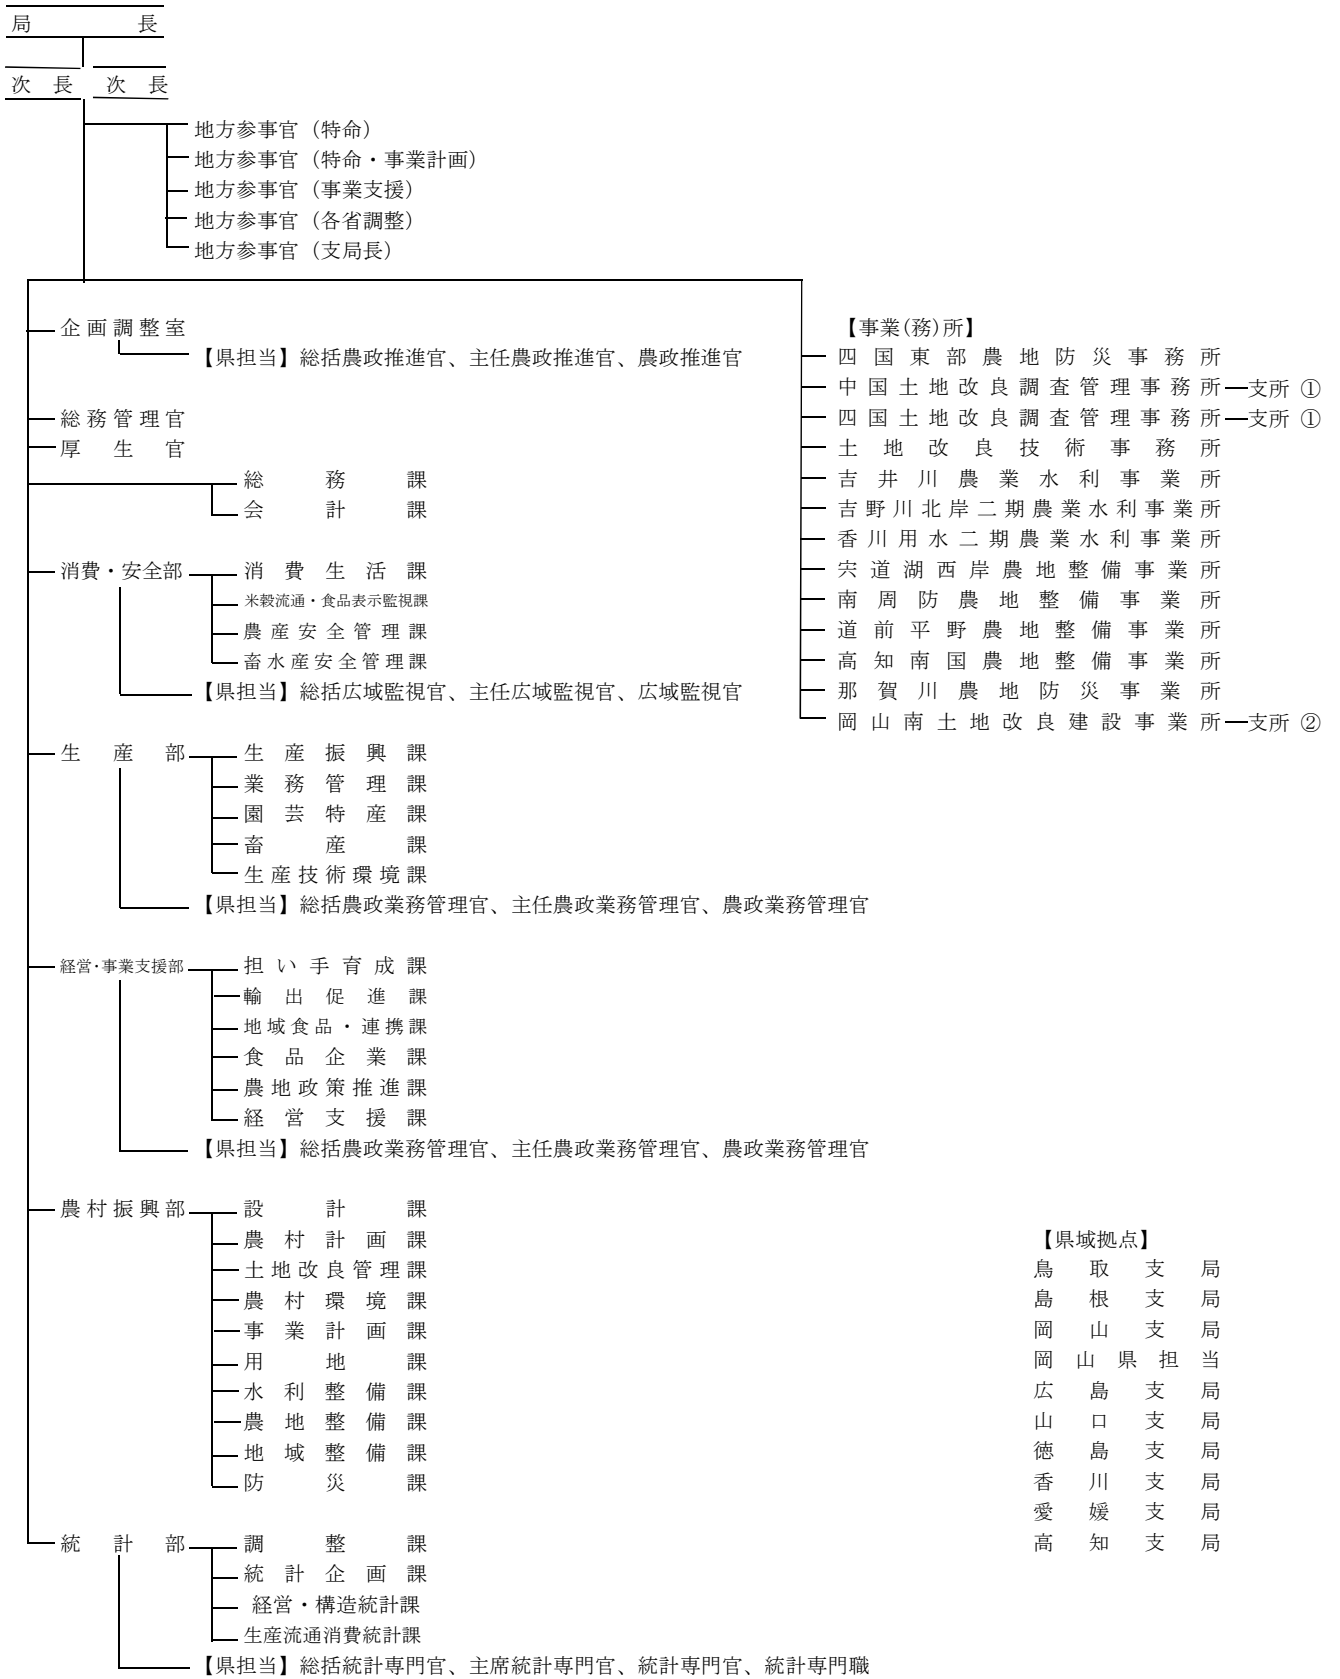 局長
次長 次長
地方参事官（特命）
地方参事官（特命・事業計画）
地方参事官（事業支援）
地方参事官（各省調整）
地方参事官（支局長）
企画調整室
【県担当】総括農政推進官、主任農政推進官、農政推進官
総務管理官
厚生官
総務課
会計課
消費・安全部
消費生活課
米穀流通・食品表示監視課
農産安全管理課
畜水産安全管理課
【県担当】総括広域監視官、主任広域監視官、広域監視官
生産部
生産振興課
業務管理課
園芸特産課
畜産課
生産技術環境課
【県担当】総括農政業務管理官、主任農政業務管理官、農政業務管理官
経営・事業支援部
担い手育成課
輸出促進課
地域食品・連携課
食品企業課
農地政策推進課
経営支援課
【県担当】総括農政業務管理官、主任農政業務管理官、農政業務管理官
農村振興部
設計課
農村計画課
土地改良管理課
農村環境課
事業計画課
用地課
水利整備課
農地整備課
地域整備課
防災課
統計部
調整課
統計企画課
経営・構造統計課
生産流通消費統計課
【県担当】総括統計専門官、主席統計専門官、統計専門官、統計専門職
【事業(務)所】
四国東部農地防災事務所
中国土地改良調査管理事務所 支所 ①
四国土地改良調査管理事務所 支所 ①
土地改良技術事務所
吉井川農業水利事業所
吉野川北岸二期農業水利事業所
香川用水二期農業水利事業所
宍道湖西岸農地整備事業所
南周防農地整備事業所
道前平野農地整備事業所
高知南国農地整備事業所
那賀川農地防災事業所
岡山南土地改良建設事業所 支所 ②
【県域拠点】
鳥取支局
島根支局
岡山支局
岡山県担当
広島支局
山口支局
徳島支局
香川支局
愛媛支局
高知支局